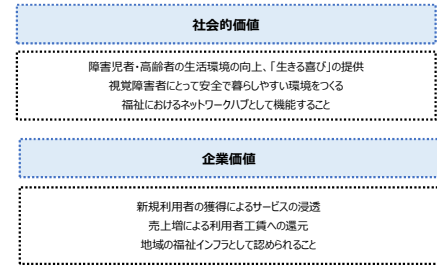 社会的価値
障害児者・高齢者の生活環境の向上、「生きる喜び」の提供
視覚障害者にとって安全で暮らしやすい環境をつくる
福祉におけるネットワークハブとして機能すること
企業価値
新規利用者の獲得によるサービスの浸透
売上増による利用者工賃への還元
地域の福祉インフラとして認められること